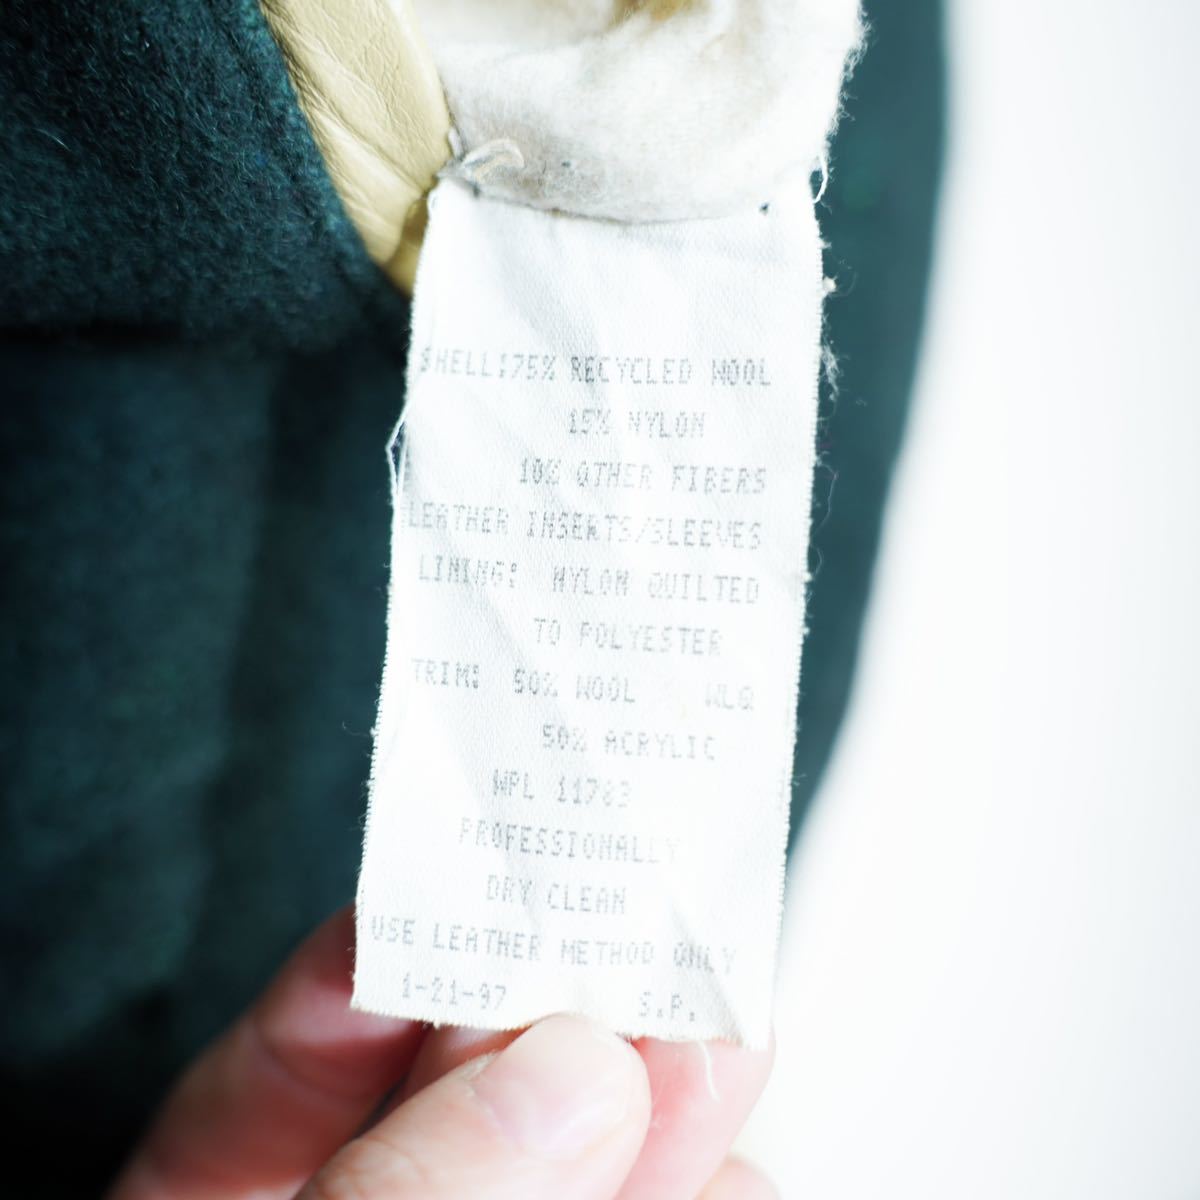 SHELL:75% RECYCLED WOOL
15% NYLON
10% OTHER FIBERS
LEATHER INSERTS/SLEEVES
LINING: NYLON QUILTED
TO POLYESTER
TRIM: 50% WOOL WLQ
50% ACRYLIC
WPL 11783
PROFESSIONALLY
DRY CLEAN
USE LEATHER METHOD ONLY
1-21-97 S.P.